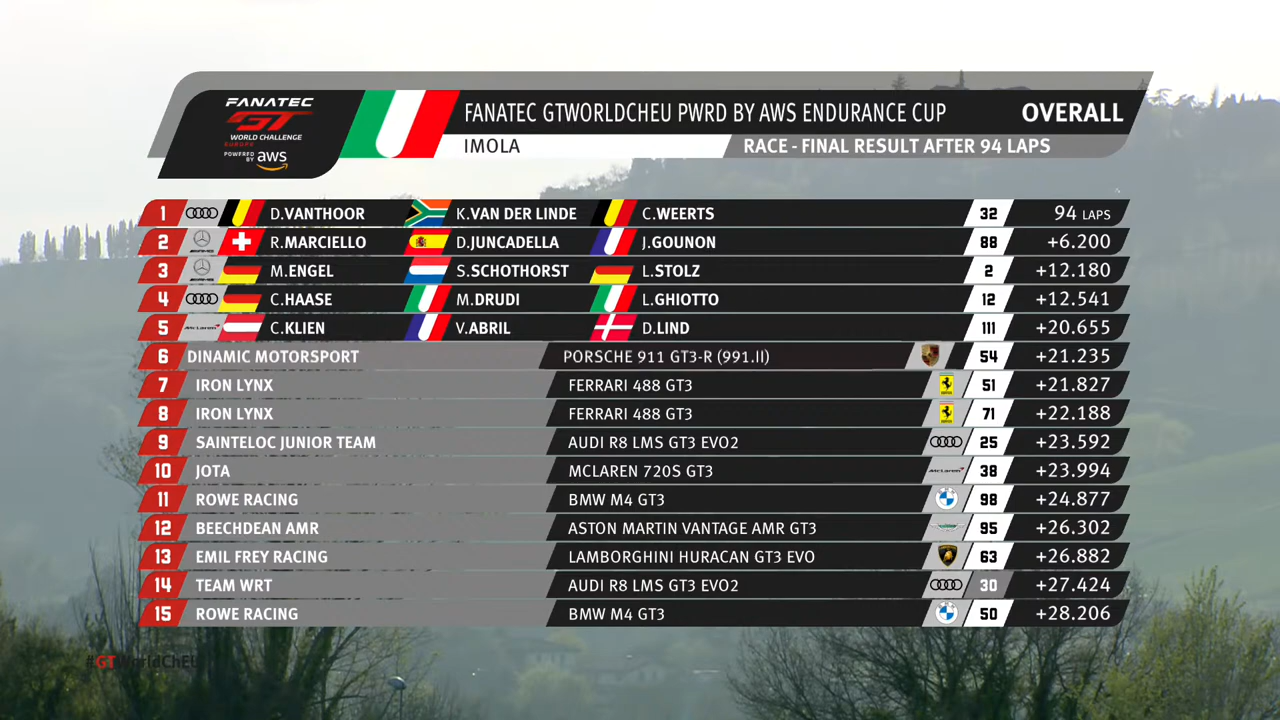 FANATEC
GT
WORLD CHALLENGE
EUROPE
POWERED BY aws
FANATEC GTWORLDCHEU PWRD BY AWS ENDURANCE CUP OVERALL
IMOLA RACE - FINAL RESULT AFTER 94 LAPS
1 D.VANTHOOR K.VAN DER LINDE C.WEERTS 32 94 LAPS
2 AMG R.MARCIELLO D.JUNCADELLA J.GOUNON 88 +6.200
3 AMG M.ENGEL S.SCHOTHORST L.STOLZ 2 +12.180
4 C.HAASE M.DRUDI L.GHIOTTO 12 +12.541
5 McLaren C.KLIEN V.ABRIL D.LIND 111 +20.655
6 DINAMIC MOTORSPORT PORSCHE 911 GT3-R (991.II) 54 +21.235
7 IRON LYNX FERRARI 488 GT3 51 +21.827
8 IRON LYNX FERRARI 488 GT3 71 +22.188
9 SAINTELOC JUNIOR TEAM AUDI R8 LMS GT3 EVO2 25 +23.592
10 JOTA MCLAREN 720S GT3 McLaren 38 +23.994
11 ROWE RACING BMW M4 GT3 98 +24.877
12 BEECHDEAN AMR ASTON MARTIN VANTAGE AMR GT3 95 +26.302
13 EMIL FREY RACING LAMBORGHINI HURACAN GT3 EVO 63 +26.882
14 TEAM WRT AUDI R8 LMS GT3 EVO2 30 +27.424
15 ROWE RACING BMW M4 GT3 50 +28.206
#GTWorldChEU